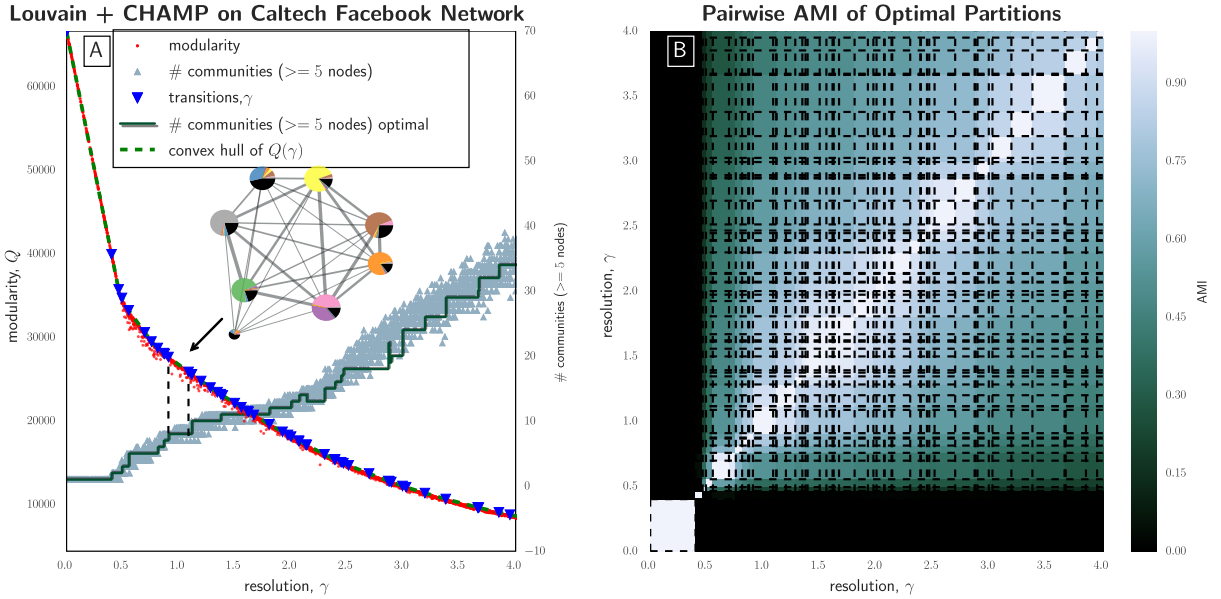 Louvain + CHAMP on Caltech Facebook Network
A
modularity
# communities (>= 5 nodes)
transitions,γ
# communities (>= 5 nodes) optimal
convex hull of Q(γ)
60000
50000
40000
30000
20000
10000
modularity, Q
70
60
50
40
30
20
10
0
−10
# communities (>= 5 nodes)
0.0 0.5 1.0 1.5 2.0 2.5 3.0 3.5 4.0
resolution, γ
Pairwise AMI of Optimal Partitions
B
4.0
3.5
3.0
2.5
2.0
1.5
1.0
0.5
0.0
resolution, γ
0.0 0.5 1.0 1.5 2.0 2.5 3.0 3.5 4.0
resolution, γ
0.90
0.75
0.60
0.45
0.30
0.15
0.00
AMI